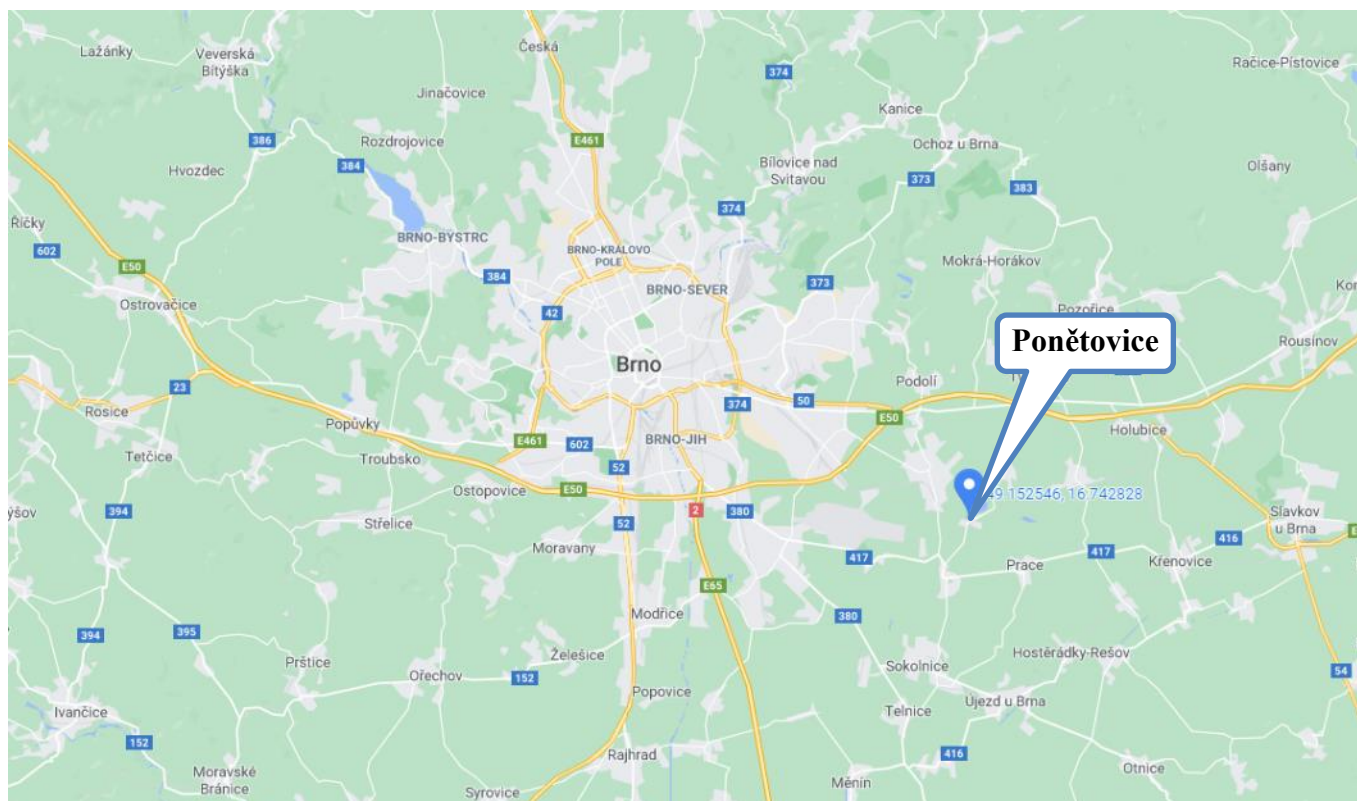 Lažánky
Veverská
Bítýška
Česká
374
Račice-Pístovice
Jinačovice
Kanice
386
Rozdrojovice
E461
Ochoz u Brna
Hvozdec
384
Bílovice nad
Svitavou
373
Olšany
383
Říčky
602
BRNO-BYSTRC
374
BRNO-KRÁLOVO
POLE
E50
384
Mokrá-Horákov
373
BRNO-SEVER
Ostrovačice
42
Pozořice
Ponětovice
Rousínov
Brno
23
Podolí
Rosice
374
50
E50
Popůvky
BRNO-JIH
Holubice
E461
602
Tetčice
Troubsko
52
Ostopovice
E50
49.152546, 16.742828
394
2
380
Slavkov
u Brna
Střelice
52
416
Moravany
417
417
Prace
Křenovice
E65
Modřice
380
394
395
Želešice
Hostěrádky-Rešov
Prštice
Sokolnice
Ořechov
152
54
Popovice
Újezd u Brna
Ivančice
Telnice
152
Rajhrad
416
Moravské
Bránice
Měnín
Otnice
Syrovice